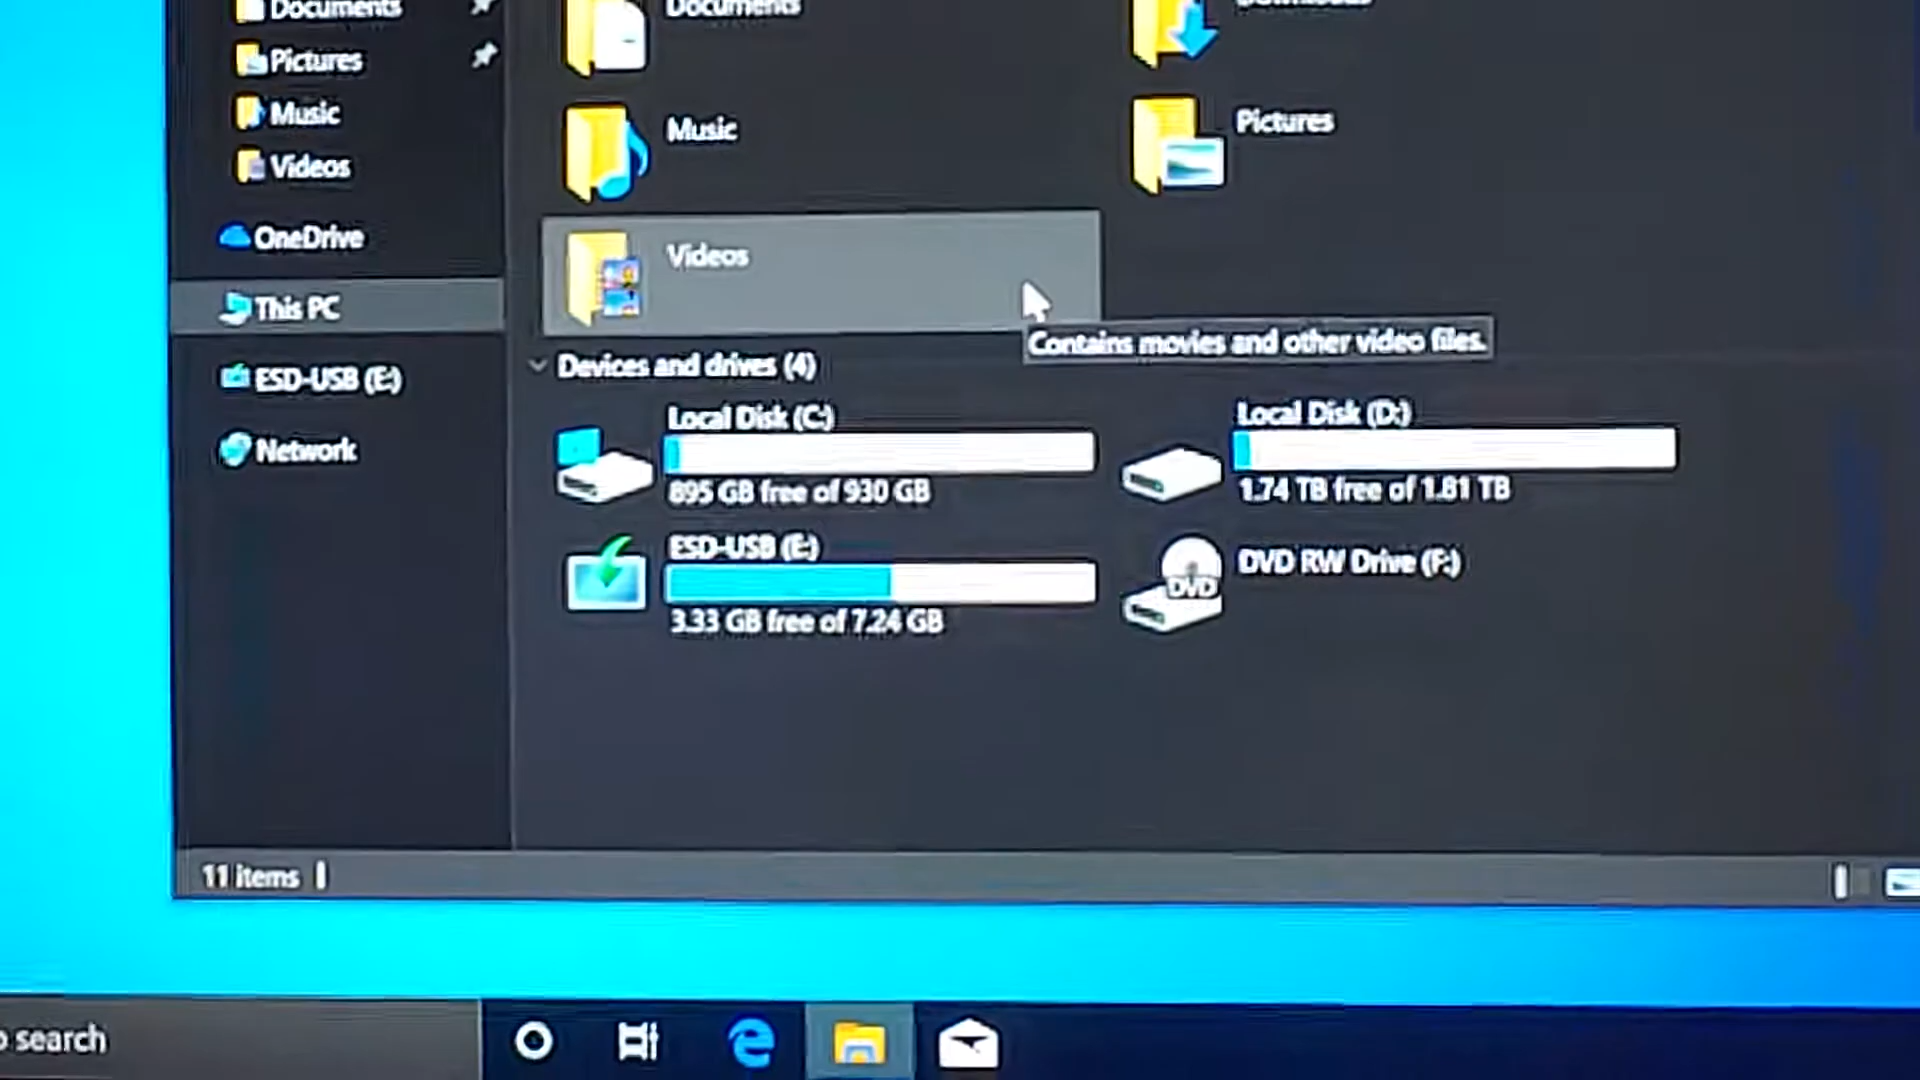 Documents
Pictures
Music
Videos
OneDrive
This PC
ESD-USB (E:)
Network
Documents
Downloads
Music
Pictures
Videos
Contains movies and other video files.
Devices and drives (4)
Local Disk (C:)
895 GB free of 930 GB
Local Disk (D:)
1.74 TB free of 1.81 TB
ESD-USB (E:)
3.33 GB free of 7.24 GB
DVD RW Drive (F:)
DVD
11 items
search